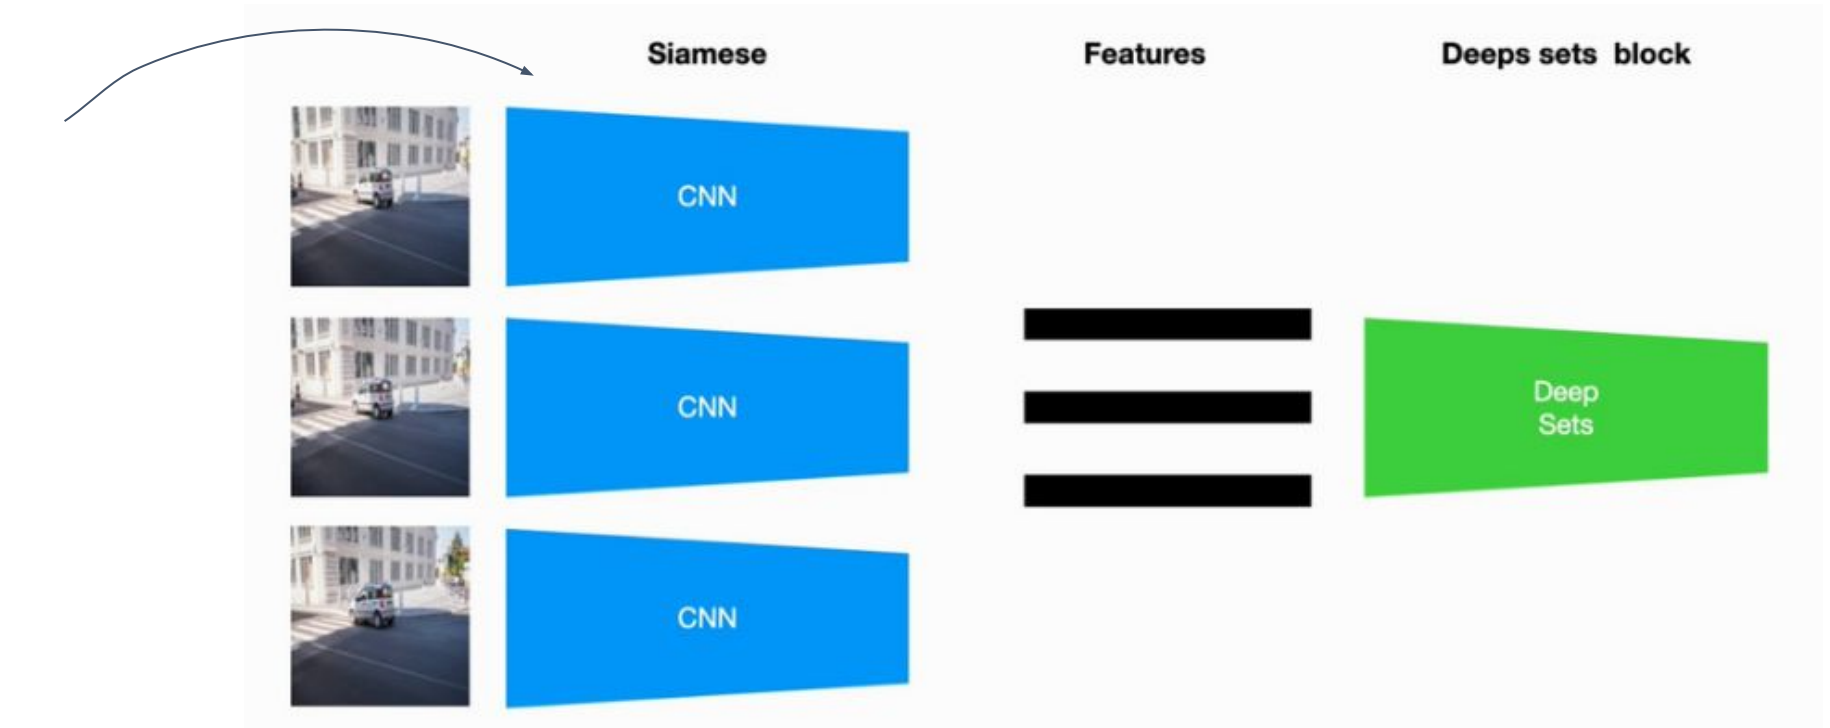 Siamese
Features
Deeps sets block
CNN
CNN
Deep
Sets
CNN